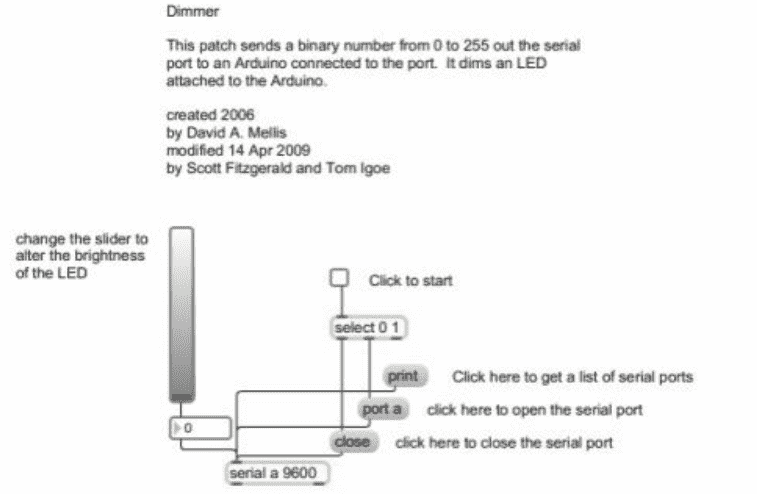 Dimmer
This patch sends a binary number from 0 to 255 out the serial
port to an Arduino connected to the port. It dims an LED
attached to the Arduino.
created 2006
by David A. Mellis
modified 14 Apr 2009
by Scott Fitzgerald and Tom Igoe
change the slider to
alter the brightness
of the LED
Click to start
select 0 1
print
Click here to get a list of serial ports
port a
click here to open the serial port
0
close
click here to close the serial port
serial a 9600